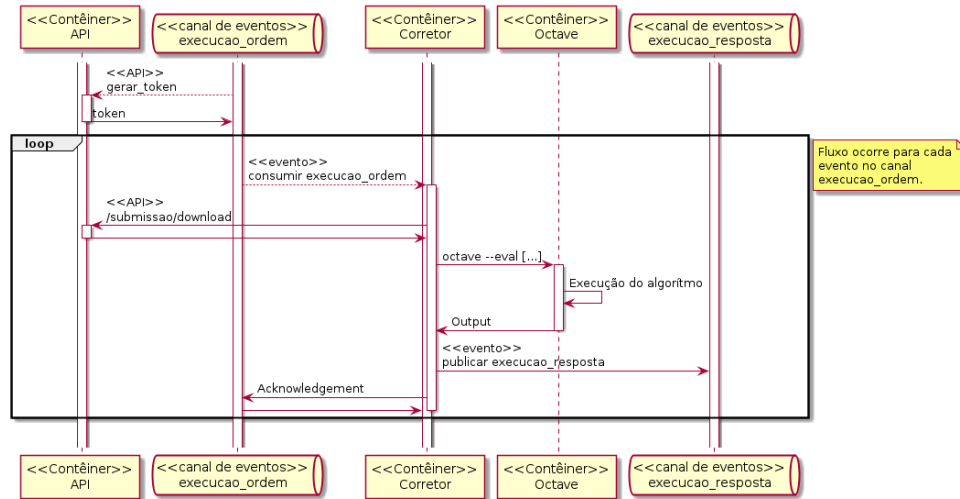 <<Contêiner>>
API
<<canal de eventos>>
execucao_ordem
<<Contêiner>>
Corretor
<<Contêiner>>
Octave
<<canal de eventos>>
execucao_resposta
<<API>>
gerar_token
token
loop
Fluxo ocorre para cada
evento no canal
execucao_ordem.
<<evento>>
consumir execucao_ordem
<<API>>
/submissao/download
octave --eval [...]
Execução do algorítmo
Output
<<evento>>
publicar execucao_resposta
Acknowledgement
<<Contêiner>>
API
<<canal de eventos>>
execucao_ordem
<<Contêiner>>
Corretor
<<Contêiner>>
Octave
<<canal de eventos>>
execucao_resposta